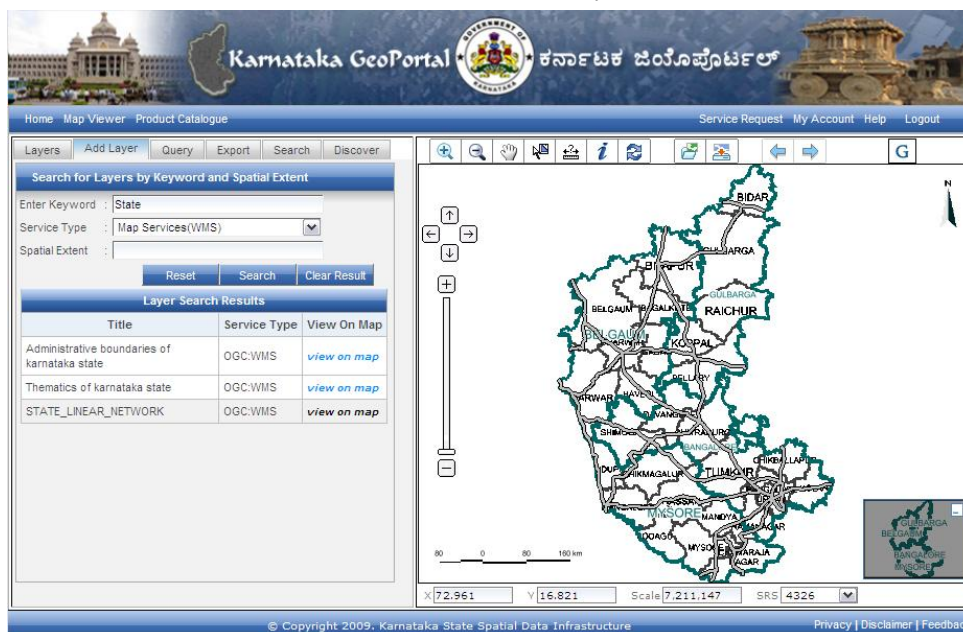 Karnataka GeoPortal ಕರ್ನಾಟಕ ಜಿಯೊಪೊರ್ಟಲ್
Home Map Viewer Product Catalogue
Service Request My Account Help Logout
Layers Add Layer Query Export Search Discover
Search for Layers by Keyword and Spatial Extent
Enter Keyword : State
Service Type : Map Services(WMS)
Spatial Extent :
Reset Search Clear Result
Layer Search Results
Title Service Type View On Map
Administrative boundaries of
karnataka state OGC:WMS view on map
Thematics of karnataka state OGC:WMS view on map
STATE_LINEAR_NETWORK OGC:WMS view on map
G
N
BIDAR
GULBARGA
RAICHUR
BELGAUM
BELGAUM
KOPPAL
BELLARY
BANGALORE
TUMKUR
MYSORE
MANDYA
80 0 80 160 km
GULBARGA
BELGAUM
BANGALORE
MYSORE
X 72.961 Y 16.821 Scale 7,211,147 SRS 4326
© Copyright 2009. Karnataka State Spatial Data Infrastructure
Privacy | Disclaimer | Feedbac